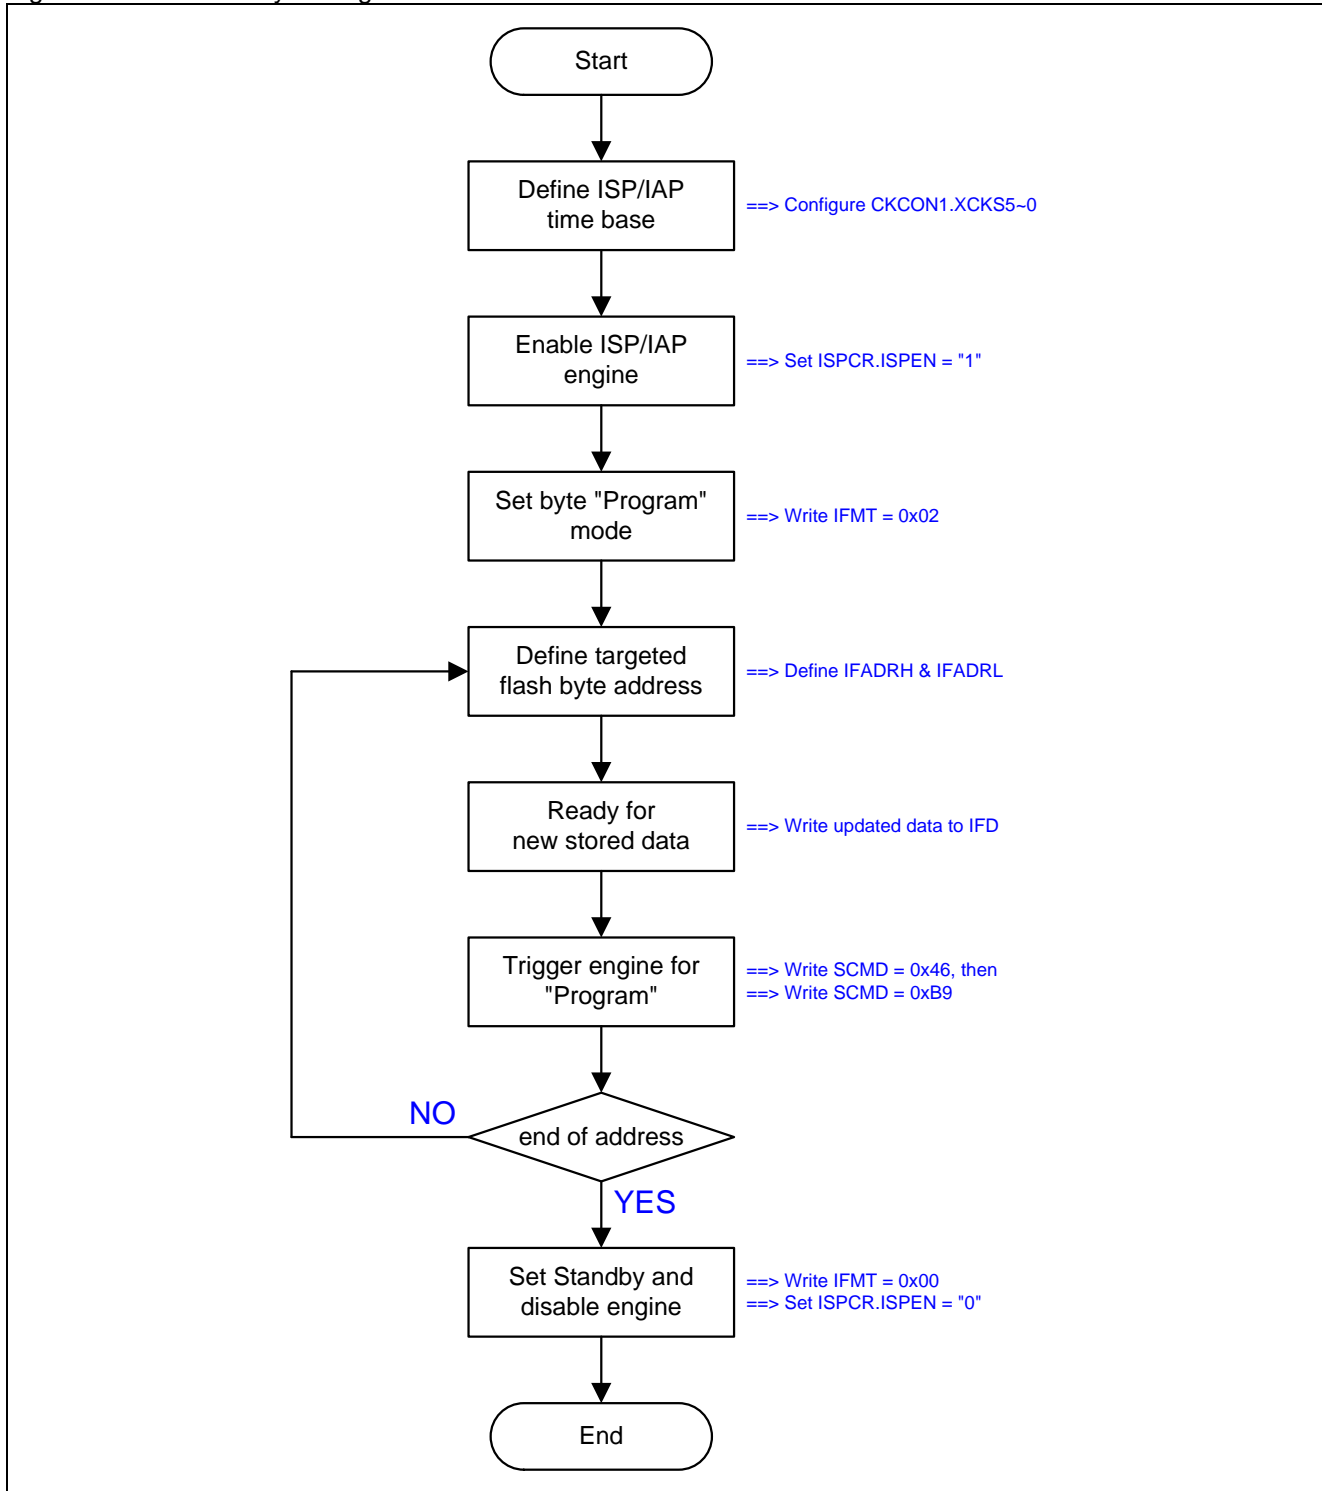 Start
Define ISP/IAP
time base
==> Configure CKCON1.XCKS5~0
Enable ISP/IAP
engine
==> Set ISPCR.ISPEN = "1"
Set byte "Program"
mode
==> Write IFMT = 0x02
Define targeted
flash byte address
==> Define IFADRH & IFADRL
Ready for
new stored data
==> Write updated data to IFD
Trigger engine for
"Program"
==> Write SCMD = 0x46, then
==> Write SCMD = 0xB9
NO
end of address
YES
Set Standby and
disable engine
==> Write IFMT = 0x00
==> Set ISPCR.ISPEN = "0"
End